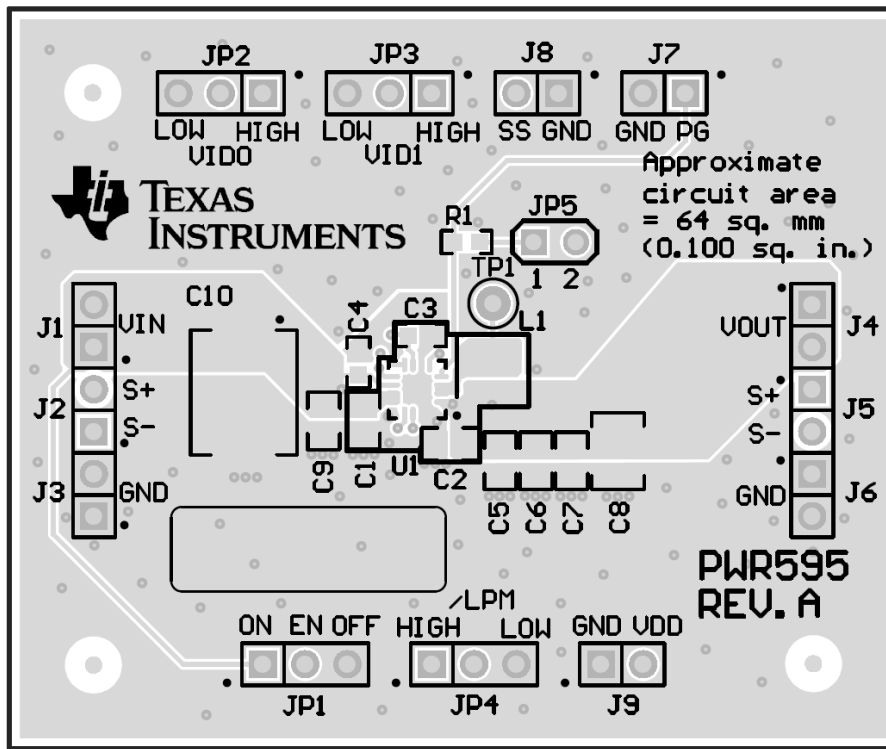 JP2 JP3 J8 J7
LOW HIGH LOW HIGH SS GND GND PG
VID0 VID1
Approximate
circuit area
= 64 sq. mm
(0.100 sq. in.)
TEXAS
INSTRUMENTS
R1 JP5
1 2
TP1
C10 C4 C3 L1
J1 VIN VOUT J4
J2 S+ S+ J5
S- S-
J3 GND GND J6
C9 C1 U1 C2 C5 C6 C7 C8
PWR595
REV. A
/LPM
ON EN OFF HIGH LOW GND VDD
JP1 JP4 J9